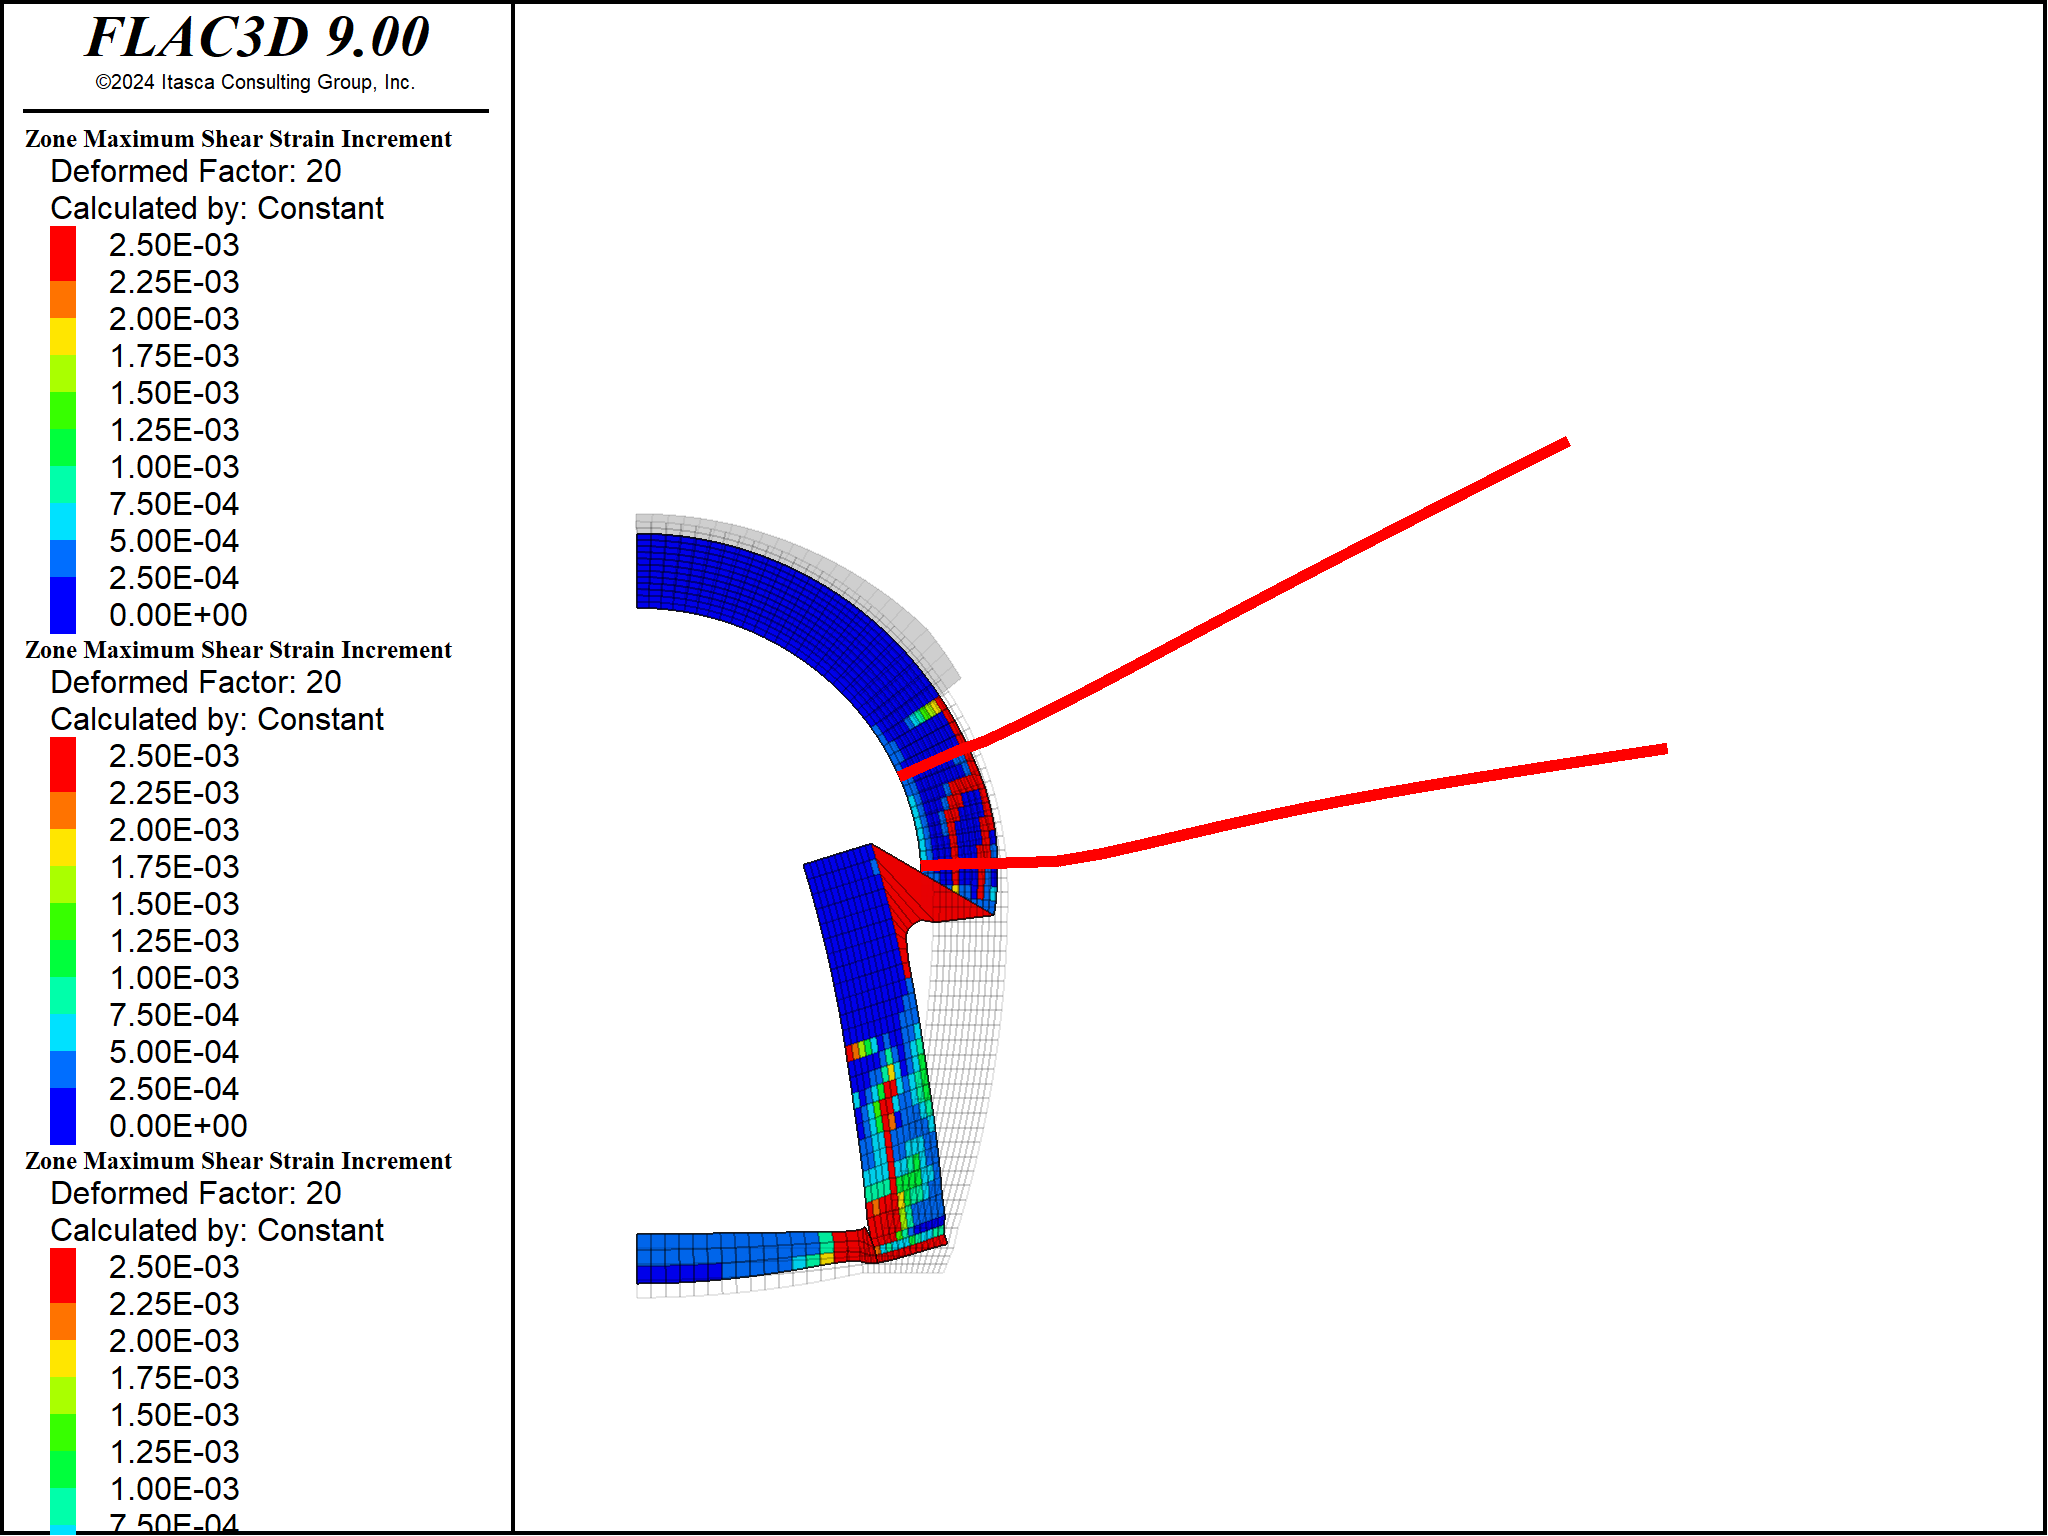 FLAC3D 9.00
©2024 Itasca Consulting Group, Inc.
Zone Maximum Shear Strain Increment
Deformed Factor: 20
Calculated by: Constant
2.50E-03
2.25E-03
2.00E-03
1.75E-03
1.50E-03
1.25E-03
1.00E-03
7.50E-04
5.00E-04
2.50E-04
0.00E+00
Zone Maximum Shear Strain Increment
Deformed Factor: 20
Calculated by: Constant
2.50E-03
2.25E-03
2.00E-03
1.75E-03
1.50E-03
1.25E-03
1.00E-03
7.50E-04
5.00E-04
2.50E-04
0.00E+00
Zone Maximum Shear Strain Increment
Deformed Factor: 20
Calculated by: Constant
2.50E-03
2.25E-03
2.00E-03
1.75E-03
1.50E-03
1.25E-03
1.00E-03
7.50E-04